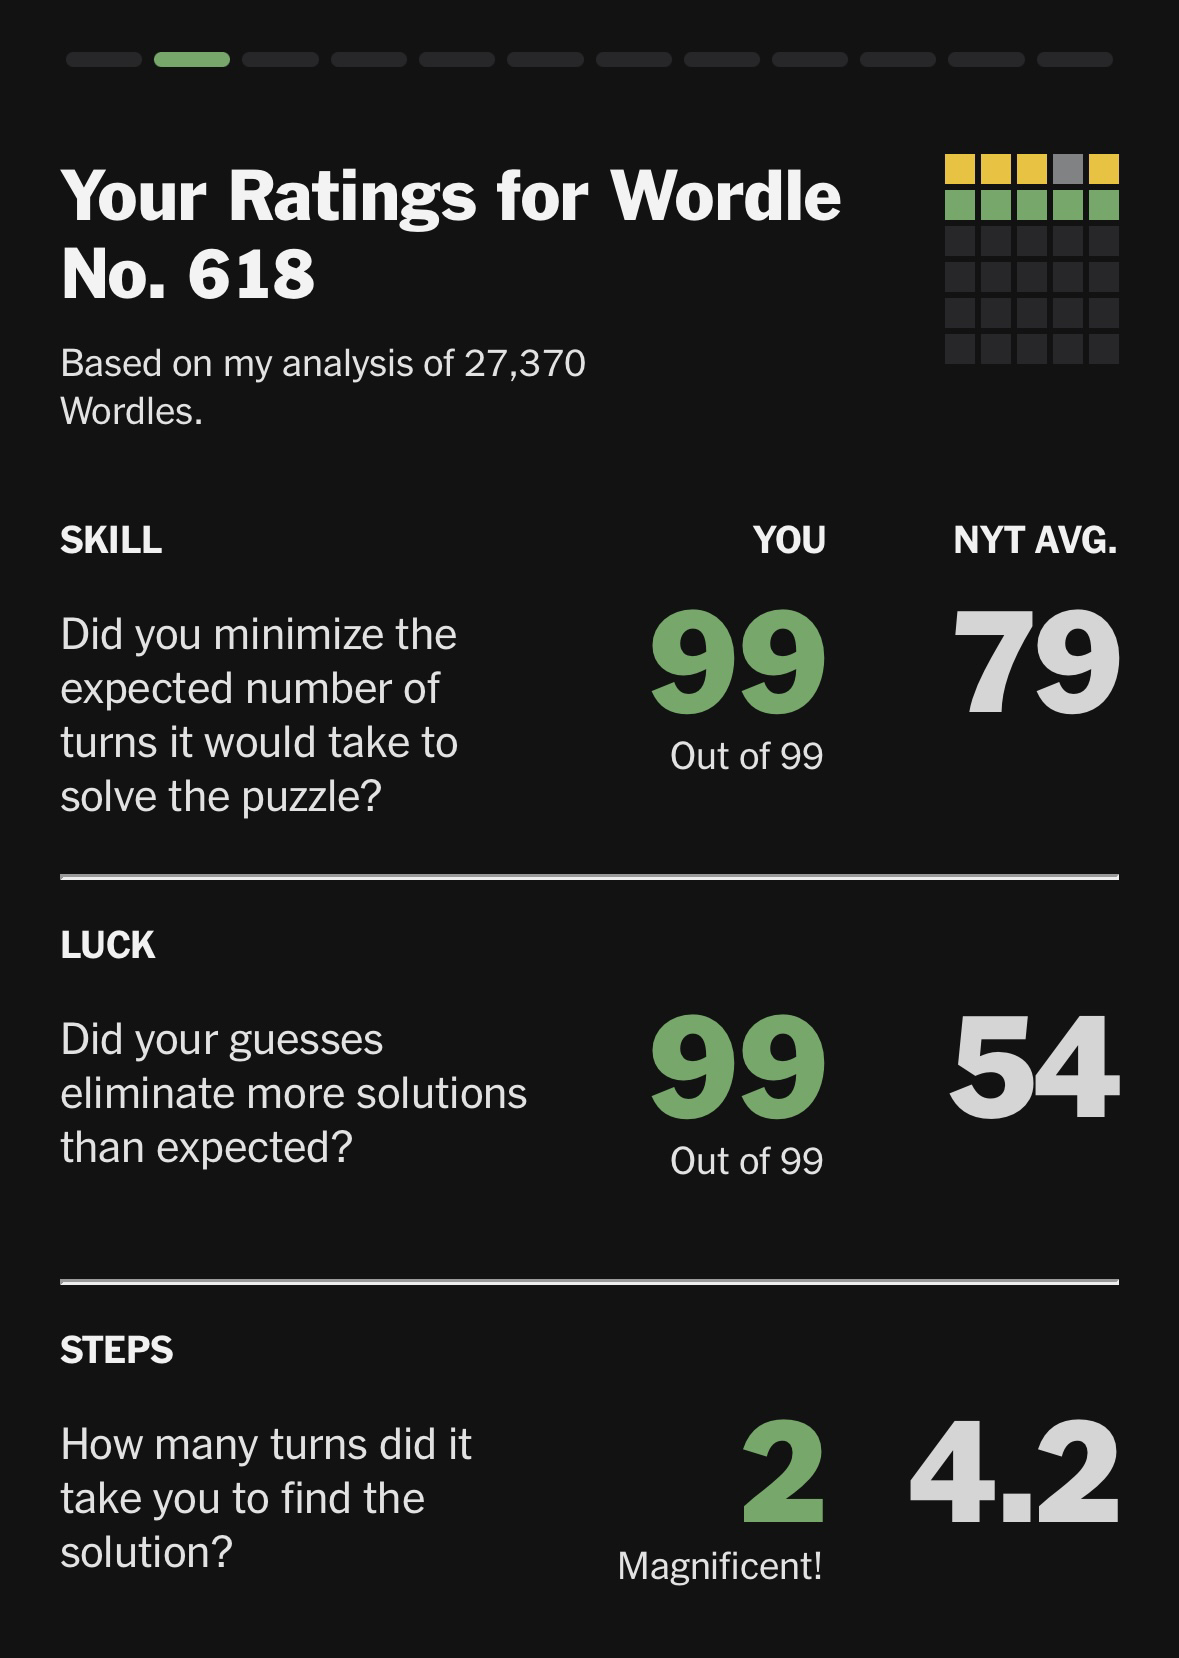 Your Ratings for Wordle
No. 618
Based on my analysis of 27,370
Wordles.
SKILL YOU NYT AVG.
Did you minimize the
expected number of
turns it would take to
solve the puzzle?
99 79
Out of 99
LUCK
Did your guesses
eliminate more solutions
than expected?
99 54
Out of 99
STEPS
How many turns did it
take you to find the
solution?
2 4.2
Magnificent!